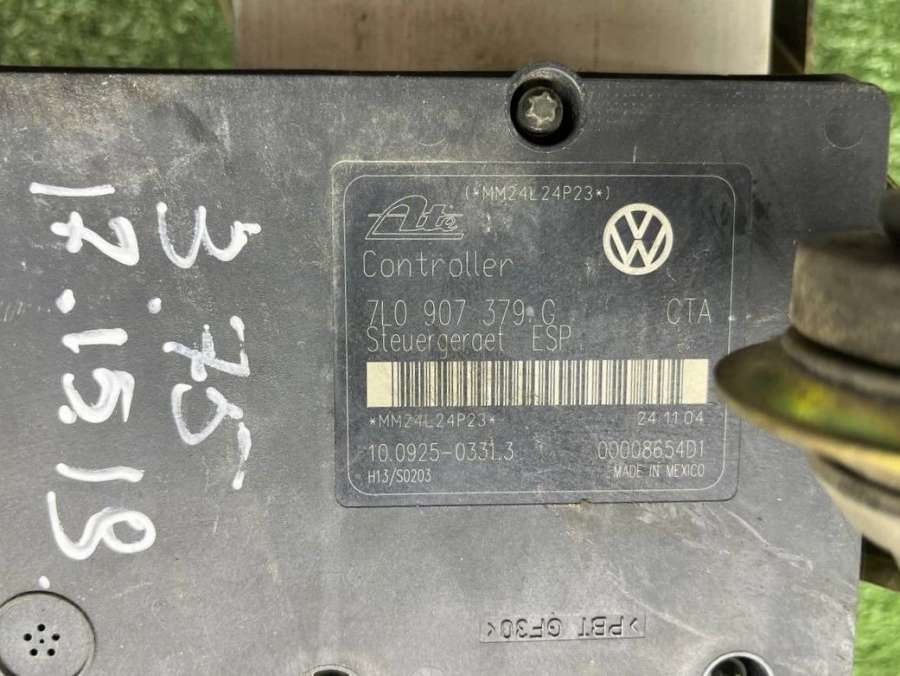 (*MM24L24P23*)
Ate
Controller
7L0 907 379 G CTA
Steuergeraet ESP
*MM24L24P23* 24.11.04
10.0925-0331.3 00008654D1
H13/S0203 MADE IN MEXICO
3.75
17.15.19.
>PBT GF30<